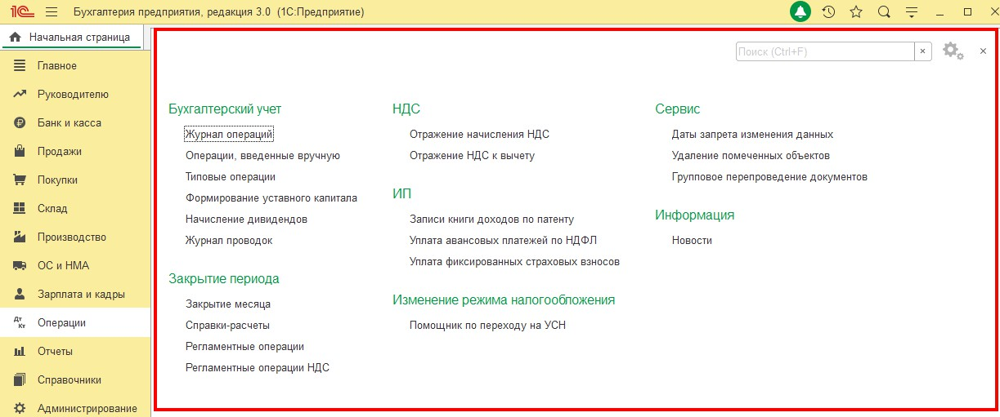 1С Бухгалтерия предприятия, редакция 3.0 (1С:Предприятие)
Начальная страница
Главное
Руководителю
Банк и касса
Продажи
Покупки
Склад
Производство
ОС и НМА
Зарплата и кадры
Дт Кт Операции
Отчеты
Справочники
Администрирование
Поиск (Ctrl+F)
Бухгалтерский учет
Журнал операций
Операции, введенные вручную
Типовые операции
Формирование уставного капитала
Начисление дивидендов
Журнал проводок
Закрытие периода
Закрытие месяца
Справки-расчеты
Регламентные операции
Регламентные операции НДС
НДС
Отражение начисления НДС
Отражение НДС к вычету
ИП
Записи книги доходов по патенту
Уплата авансовых платежей по НДФЛ
Уплата фиксированных страховых взносов
Изменение режима налогообложения
Помощник по переходу на УСН
Сервис
Даты запрета изменения данных
Удаление помеченных объектов
Групповое перепроведение документов
Информация
Новости